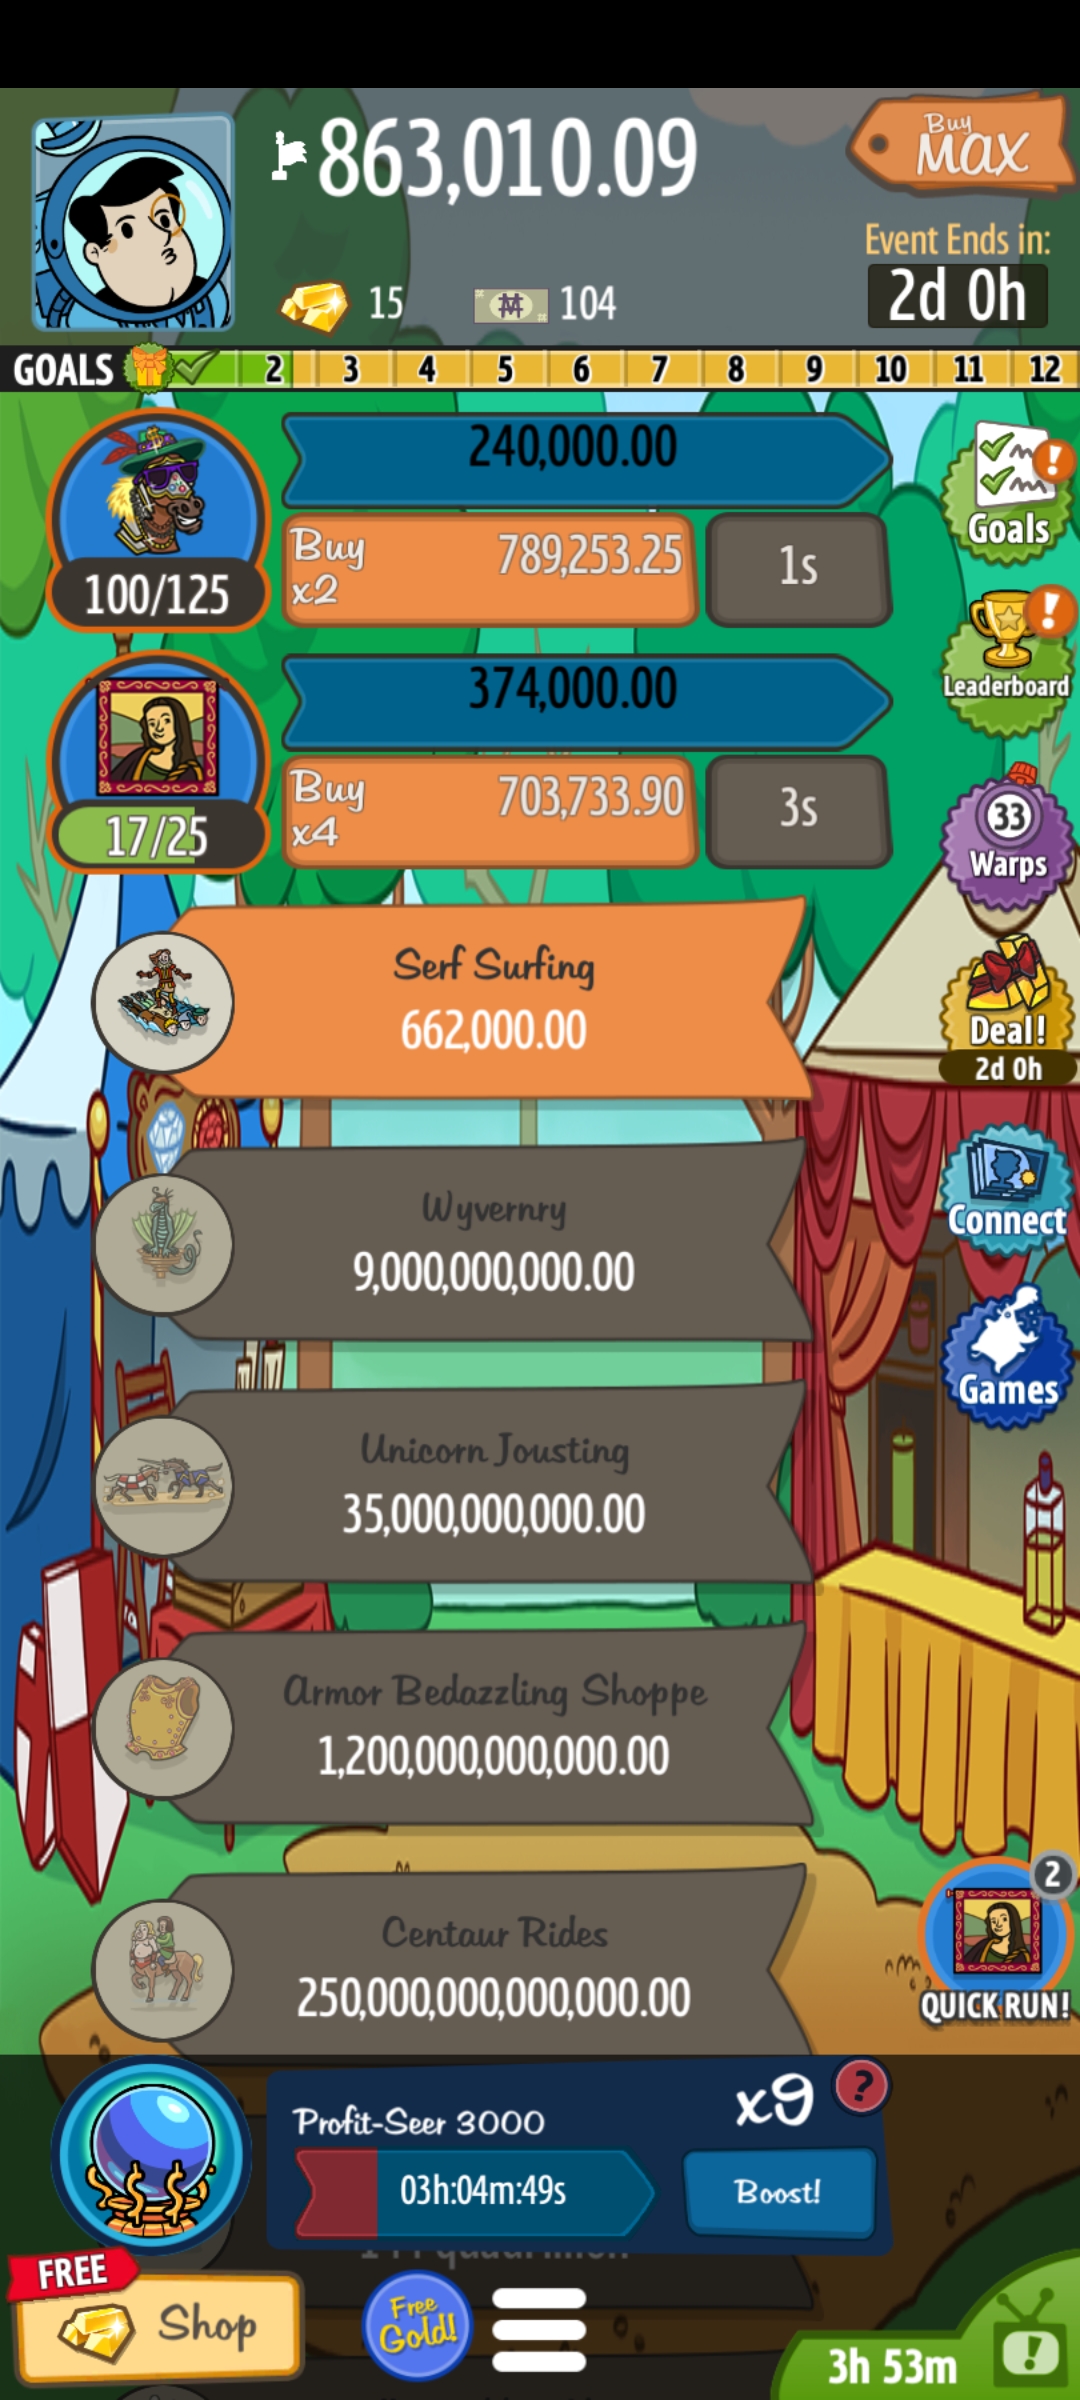 863,010.09
Buy
MAX
15
104
Event Ends in:
2d 0h
GOALS 2 3 4 5 6 7 8 9 10 11 12
240,000.00
Buy
x2
789,253.25
1s
100/125
Goals
374,000.00
Buy
x4
703,733.90
3s
17/25
Leaderboard
33
Warps
Serf Surfing
662,000.00
Deal!
2d 0h
Wyvernry
9,000,000,000.00
Connect
Unicorn Jousting
35,000,000,000.00
Games
Armor Bedazzling Shoppe
1,200,000,000,000.00
Centaur Rides
250,000,000,000,000.00
2
QUICK RUN!
Profit-Seer 3000
x9
?
03h:04m:49s
Boost!
FREE
Shop
Free
Gold!
3h 53m